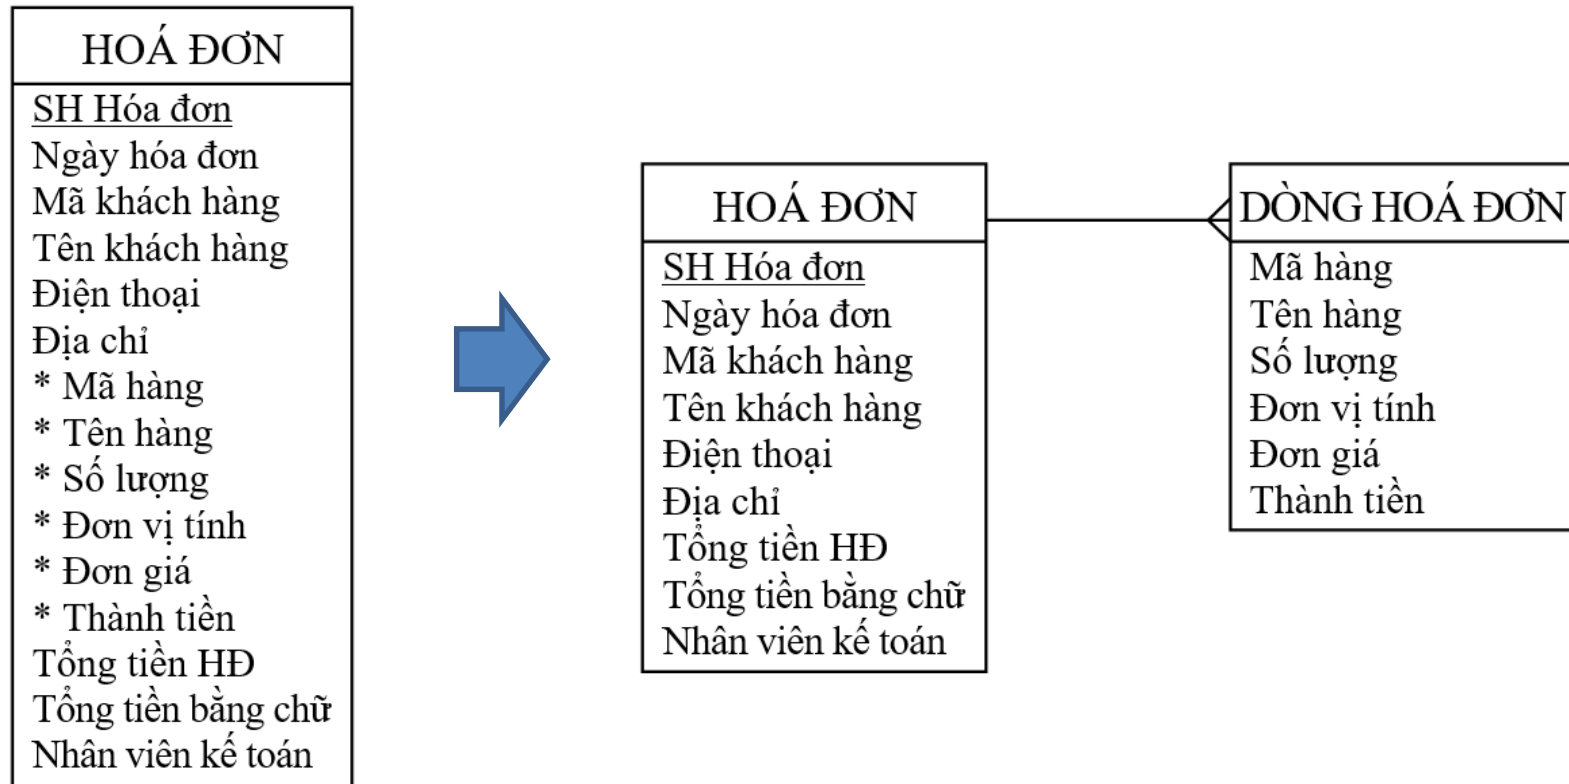 HOÁ ĐƠN
SH Hóa đơn
Ngày hóa đơn
Mã khách hàng
Tên khách hàng
Điện thoại
Địa chỉ
* Mã hàng
* Tên hàng
* Số lượng
* Đơn vị tính
* Đơn giá
* Thành tiền
Tổng tiền HĐ
Tổng tiền bằng chữ
Nhân viên kế toán
HOÁ ĐƠN
SH Hóa đơn
Ngày hóa đơn
Mã khách hàng
Tên khách hàng
Điện thoại
Địa chỉ
Tổng tiền HĐ
Tổng tiền bằng chữ
Nhân viên kế toán
DÒNG HOÁ ĐƠN
Mã hàng
Tên hàng
Số lượng
Đơn vị tính
Đơn giá
Thành tiền